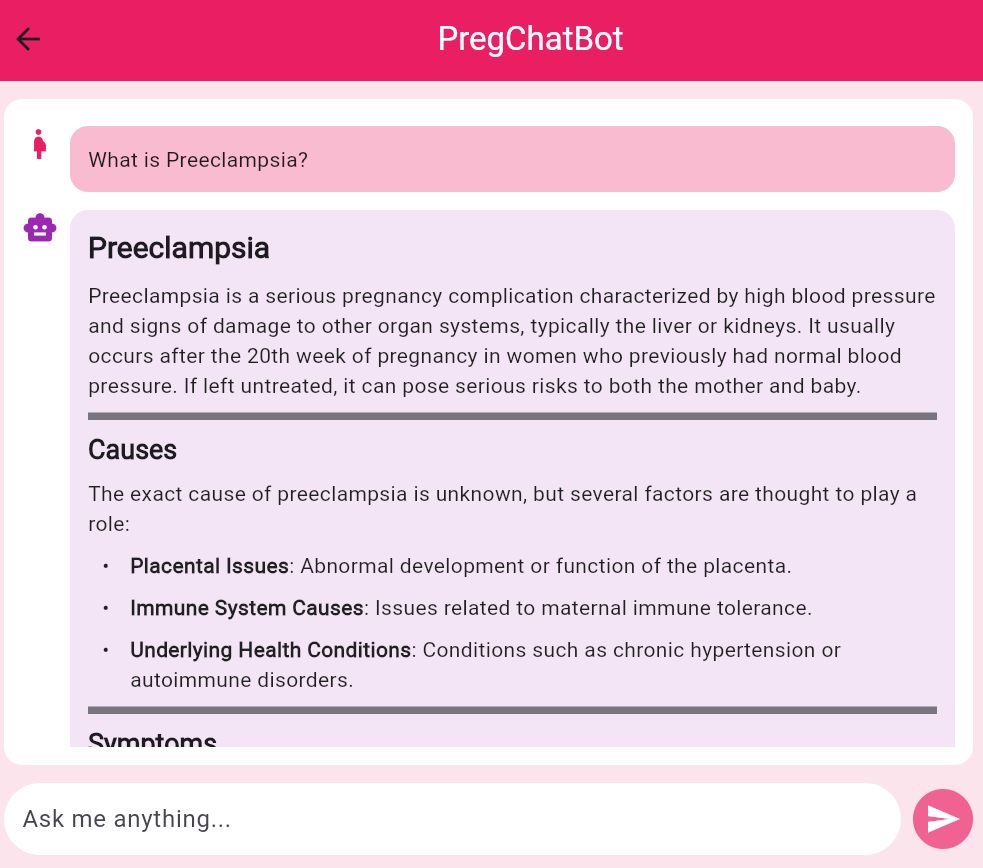 PregChatBot
What is Preeclampsia?
Preeclampsia
Preeclampsia is a serious pregnancy complication characterized by high blood pressure
and signs of damage to other organ systems, typically the liver or kidneys. It usually
occurs after the 20th week of pregnancy in women who previously had normal blood
pressure. If left untreated, it can pose serious risks to both the mother and baby.
Causes
The exact cause of preeclampsia is unknown, but several factors are thought to play a
role:
• Placental Issues: Abnormal development or function of the placenta.
• Immune System Causes: Issues related to maternal immune tolerance.
• Underlying Health Conditions: Conditions such as chronic hypertension or
autoimmune disorders.
Symptoms
Ask me anything...